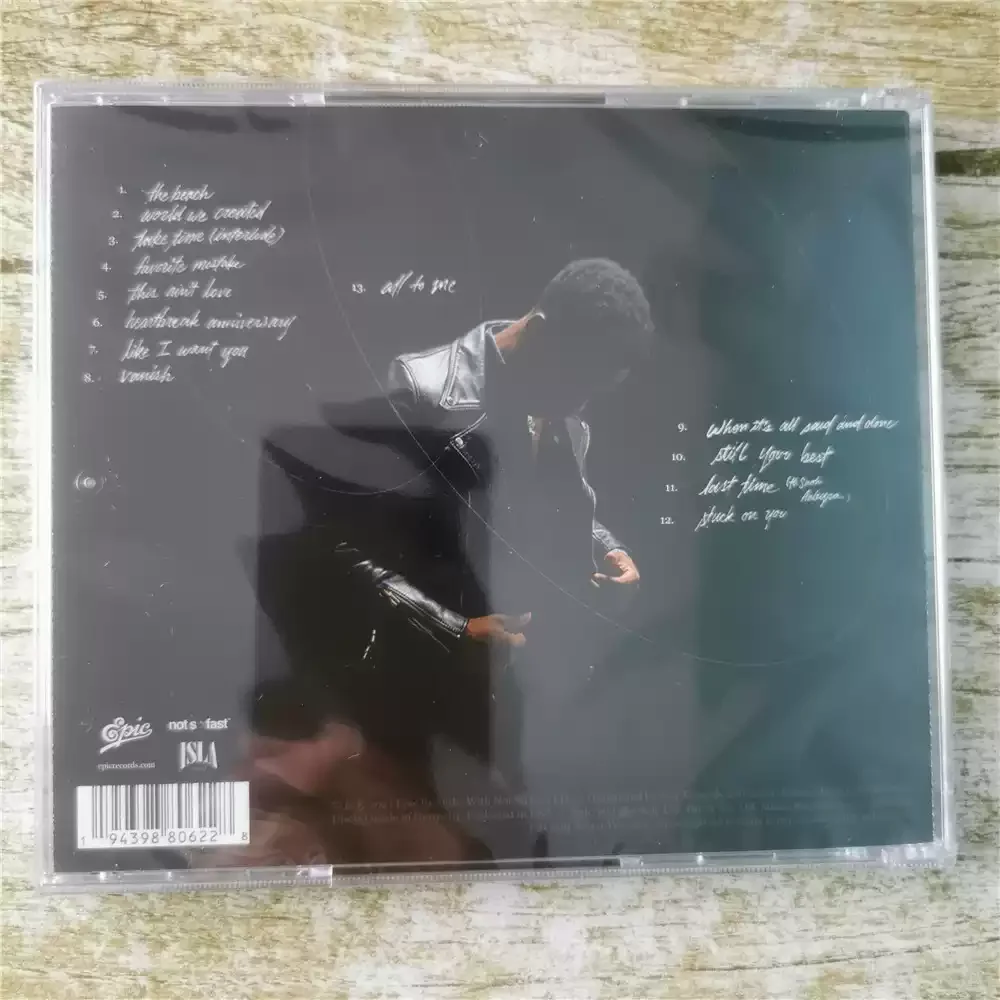 1. the beach
2. world we created
3. take time (interlude)
4. favorite mistake
5. this ain't love
6. heartbreak anniversary
7. like I want you
8. vanish
13. all to me
9. When it's all said and done
10. still your best
11. last time
12. stuck on you
Epic
epicrecords.com
not so fast
JSLA
1 94398 80622 8